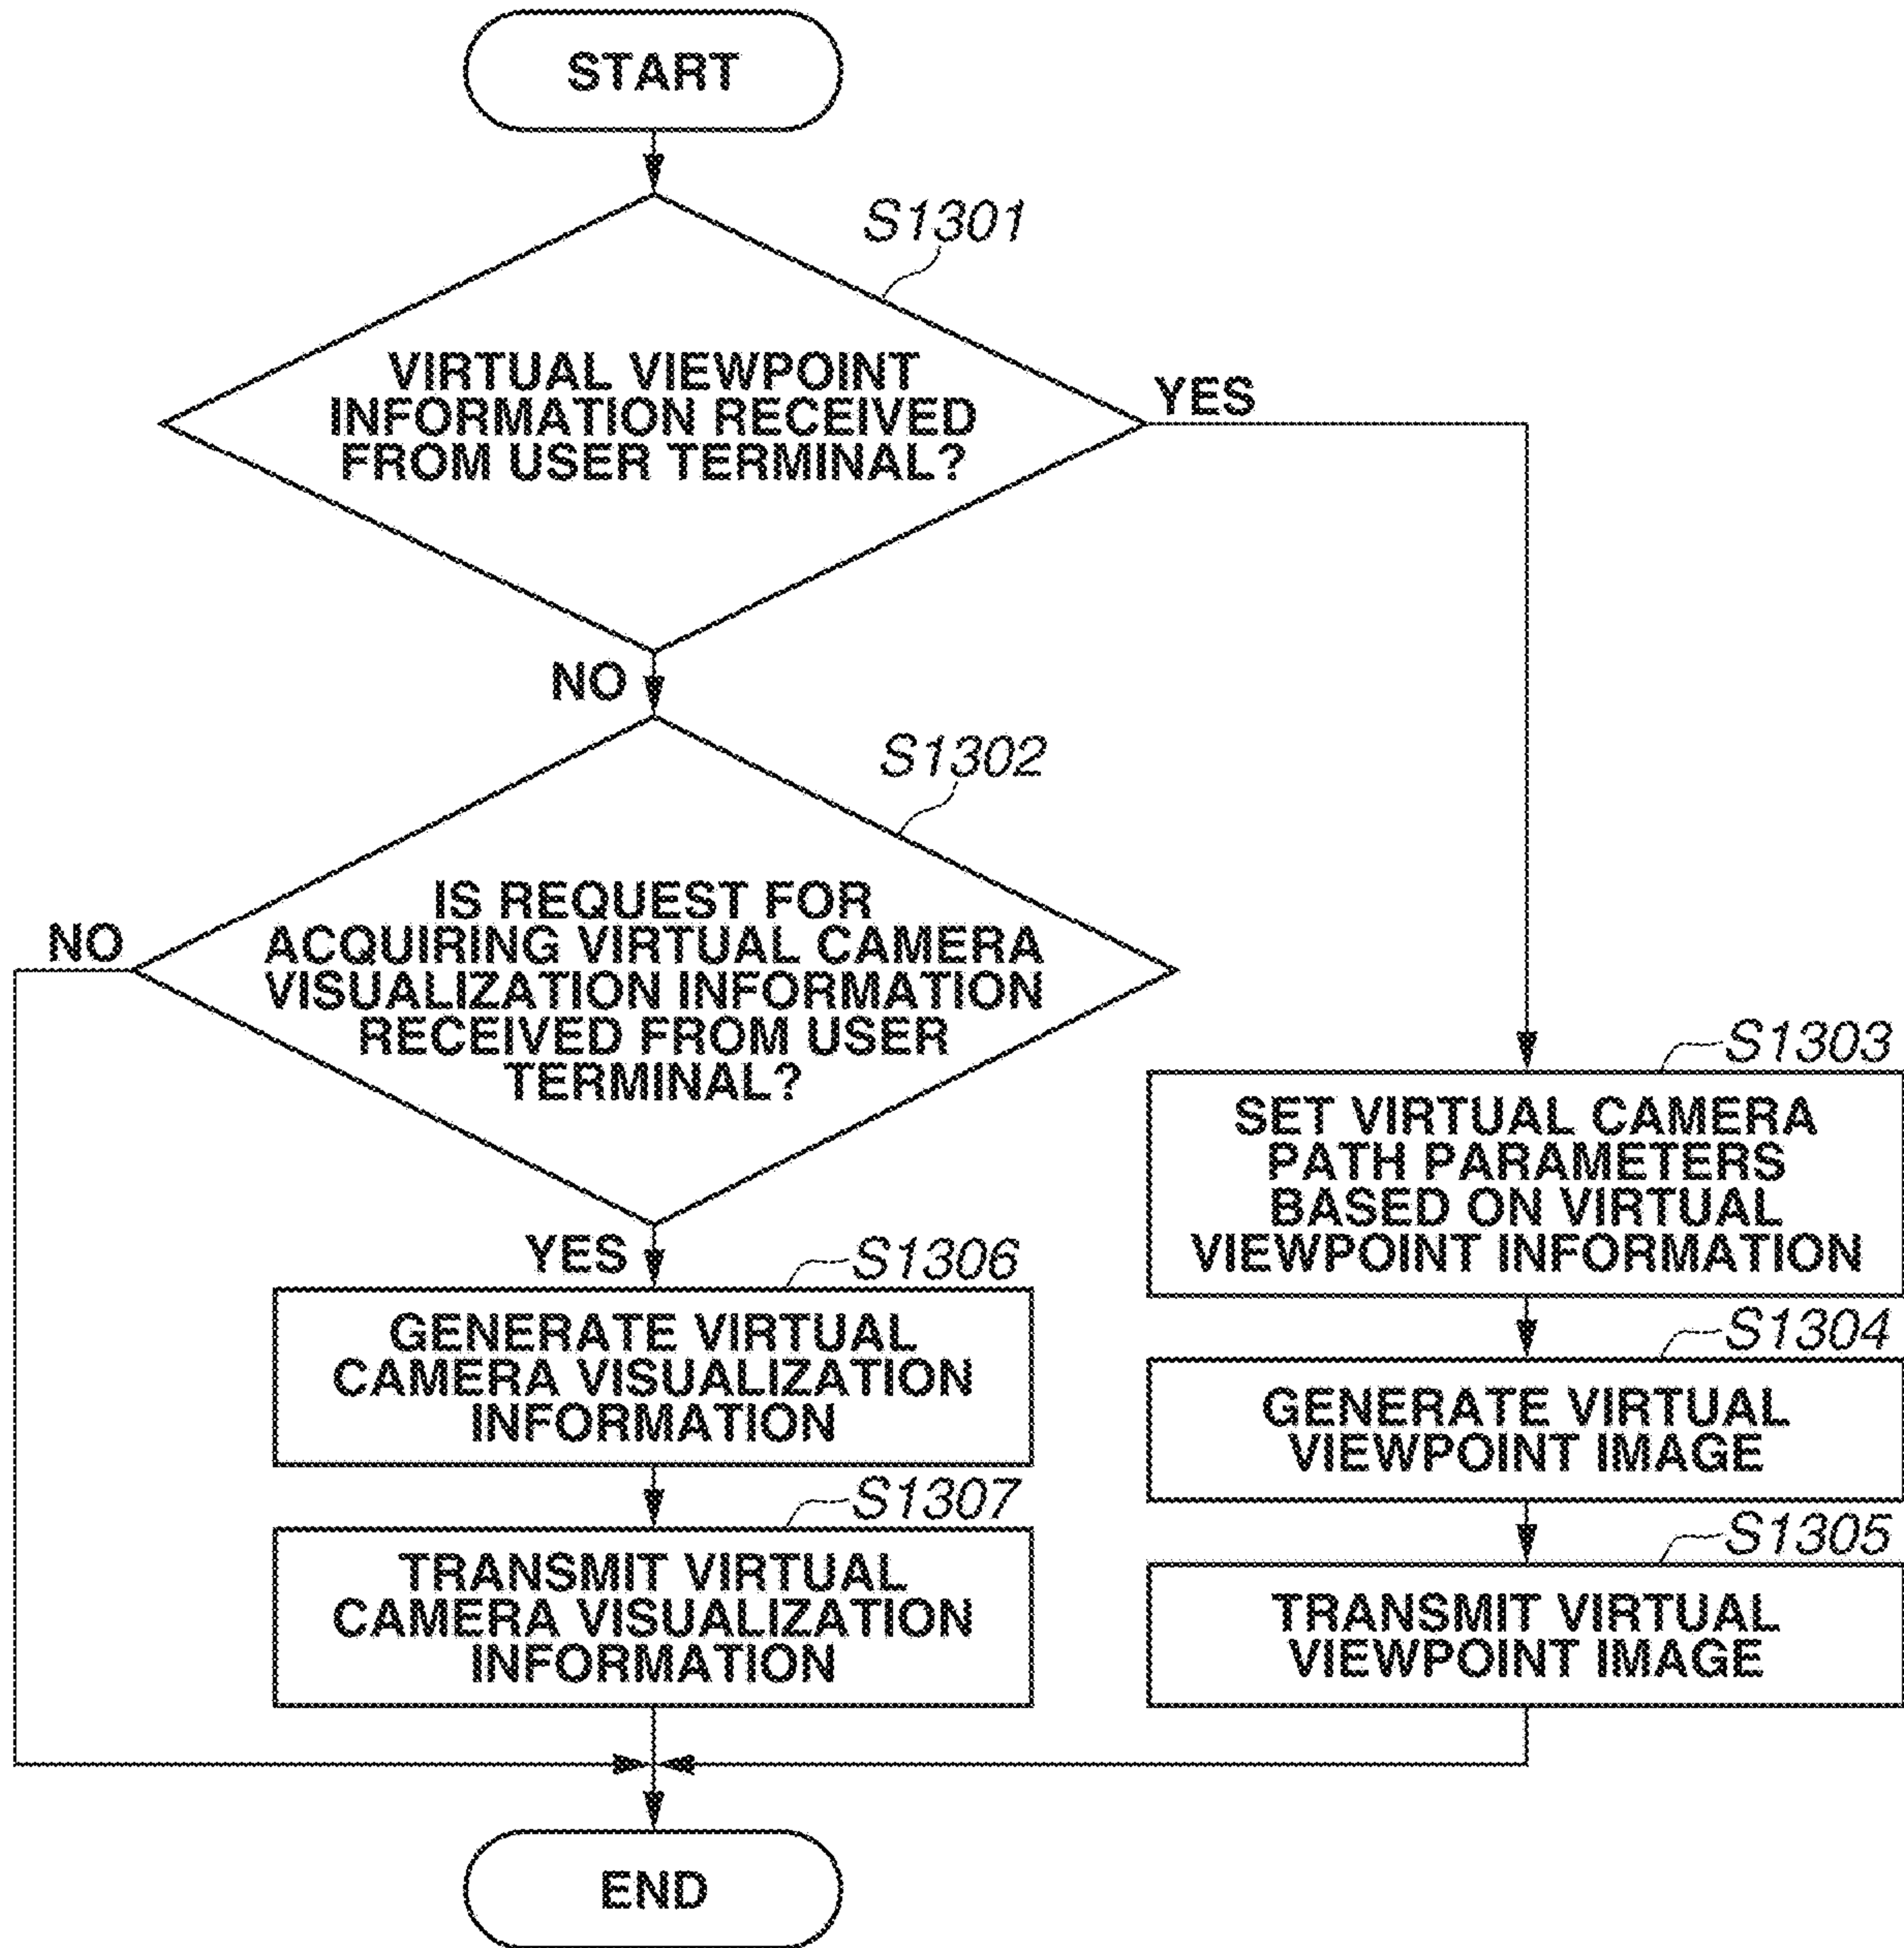 START
S1301
VIRTUAL VIEWPOINT
INFORMATION RECEIVED
FROM USER TERMINAL?
YES
NO
S1302
IS REQUEST FOR
ACQUIRING VIRTUAL CAMERA
VISUALIZATION INFORMATION
RECEIVED FROM USER
TERMINAL?
NO
YES
S1306
GENERATE VIRTUAL
CAMERA VISUALIZATION
INFORMATION
S1307
TRANSMIT VIRTUAL
CAMERA VISUALIZATION
INFORMATION
S1303
SET VIRTUAL CAMERA
PATH PARAMETERS
BASED ON VIRTUAL
VIEWPOINT INFORMATION
S1304
GENERATE VIRTUAL
VIEWPOINT IMAGE
S1305
TRANSMIT VIRTUAL
VIEWPOINT IMAGE
END